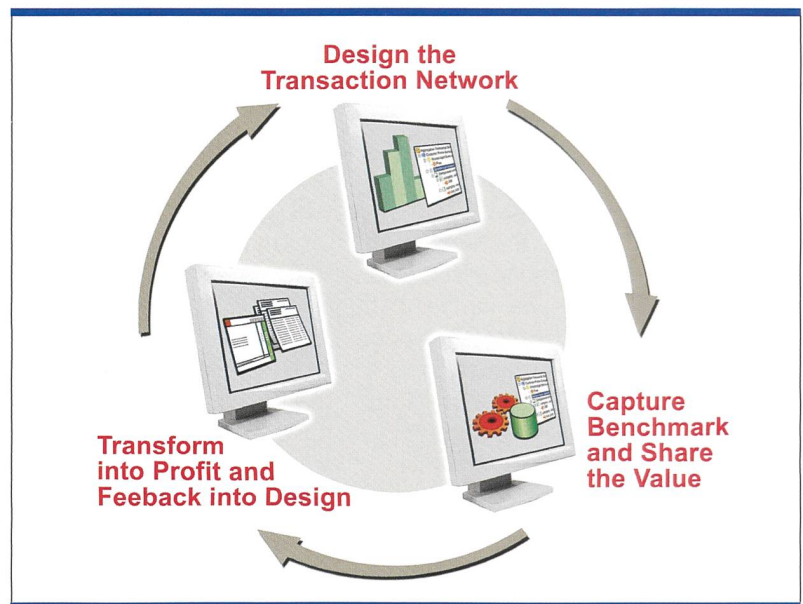 Design the
Transaction Network
Capture
Benchmark
and Share
the Value
Transform
into Profit and
Feeback into Design